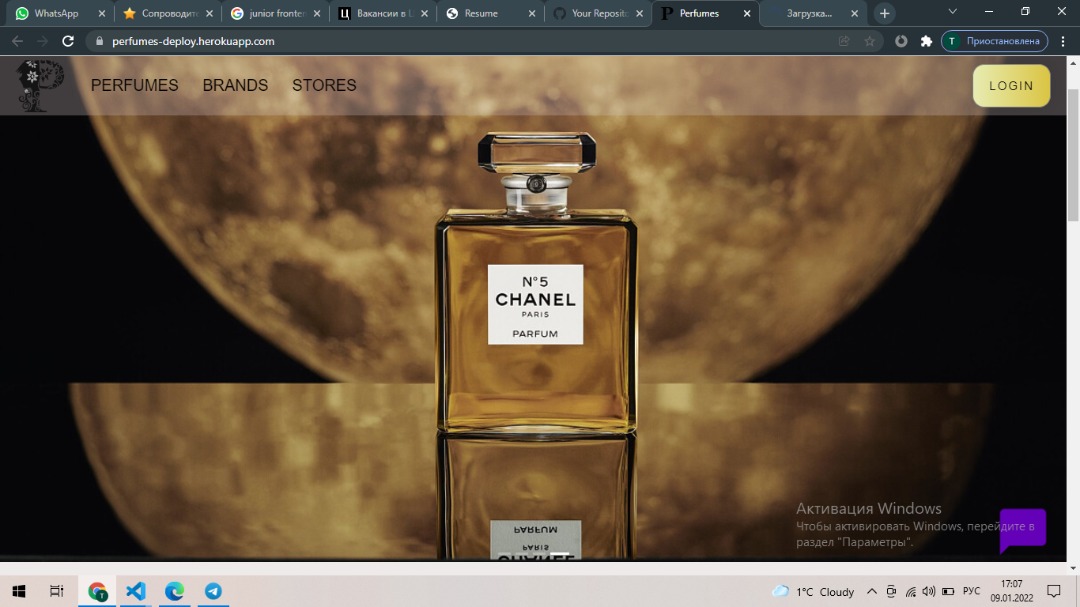 WhatsApp
Сопроводит
junior fronte
Вакансии в L
Resume
Your Reposit
Perfumes
Загрузка...
perfumes-deploy.herokuapp.com
T
Приостановлена
PERFUMES
BRANDS
STORES
LOGIN
N°5
CHANEL
PARIS
PARFUM
PARFUM
PARIS
CHANEL
Активация Windows
Чтобы активировать Windows, перейдите в
раздел "Параметры".
1°C Cloudy
РУС
17:07
09.01.2022